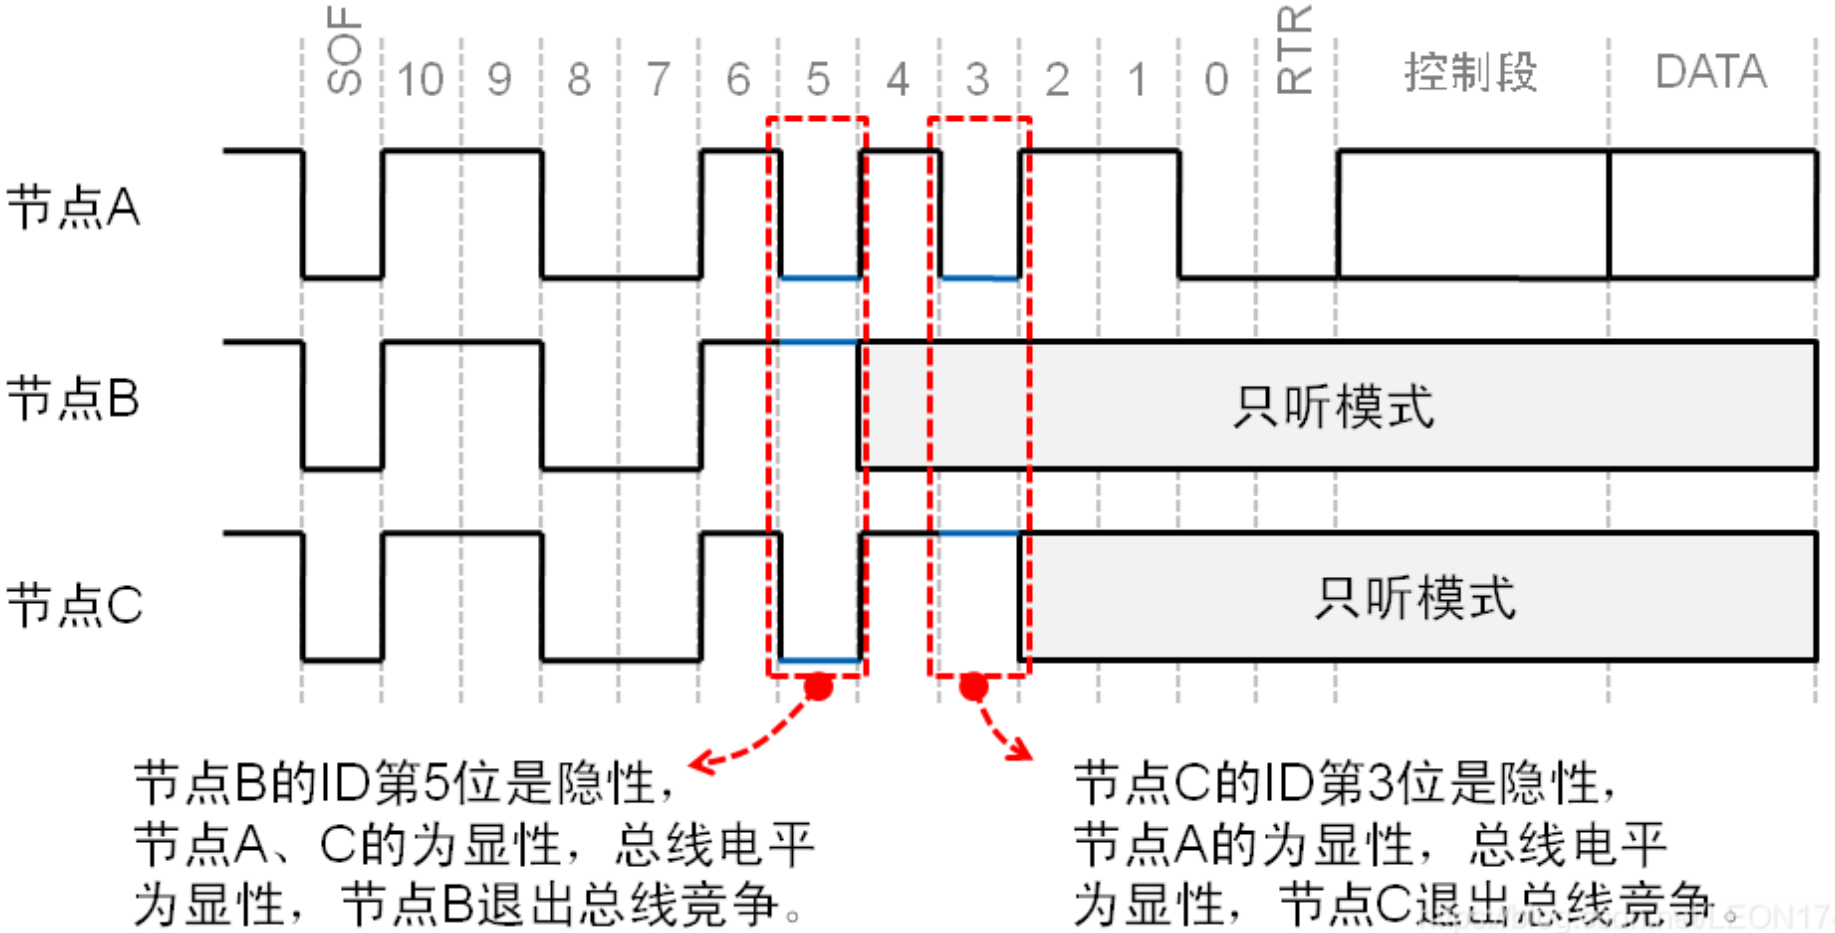 SOF 10 9 8 7 6 5 4 3 2 1 0 RTR 控制段 DATA
节点A
节点B
只听模式
节点C
只听模式
节点B的ID第5位是隐性，
节点A、C的为显性，总线电平
为显性，节点B退出总线竞争。
节点C的ID第3位是隐性，
节点A的为显性，总线电平
为显性，节点C退出总线竞争。